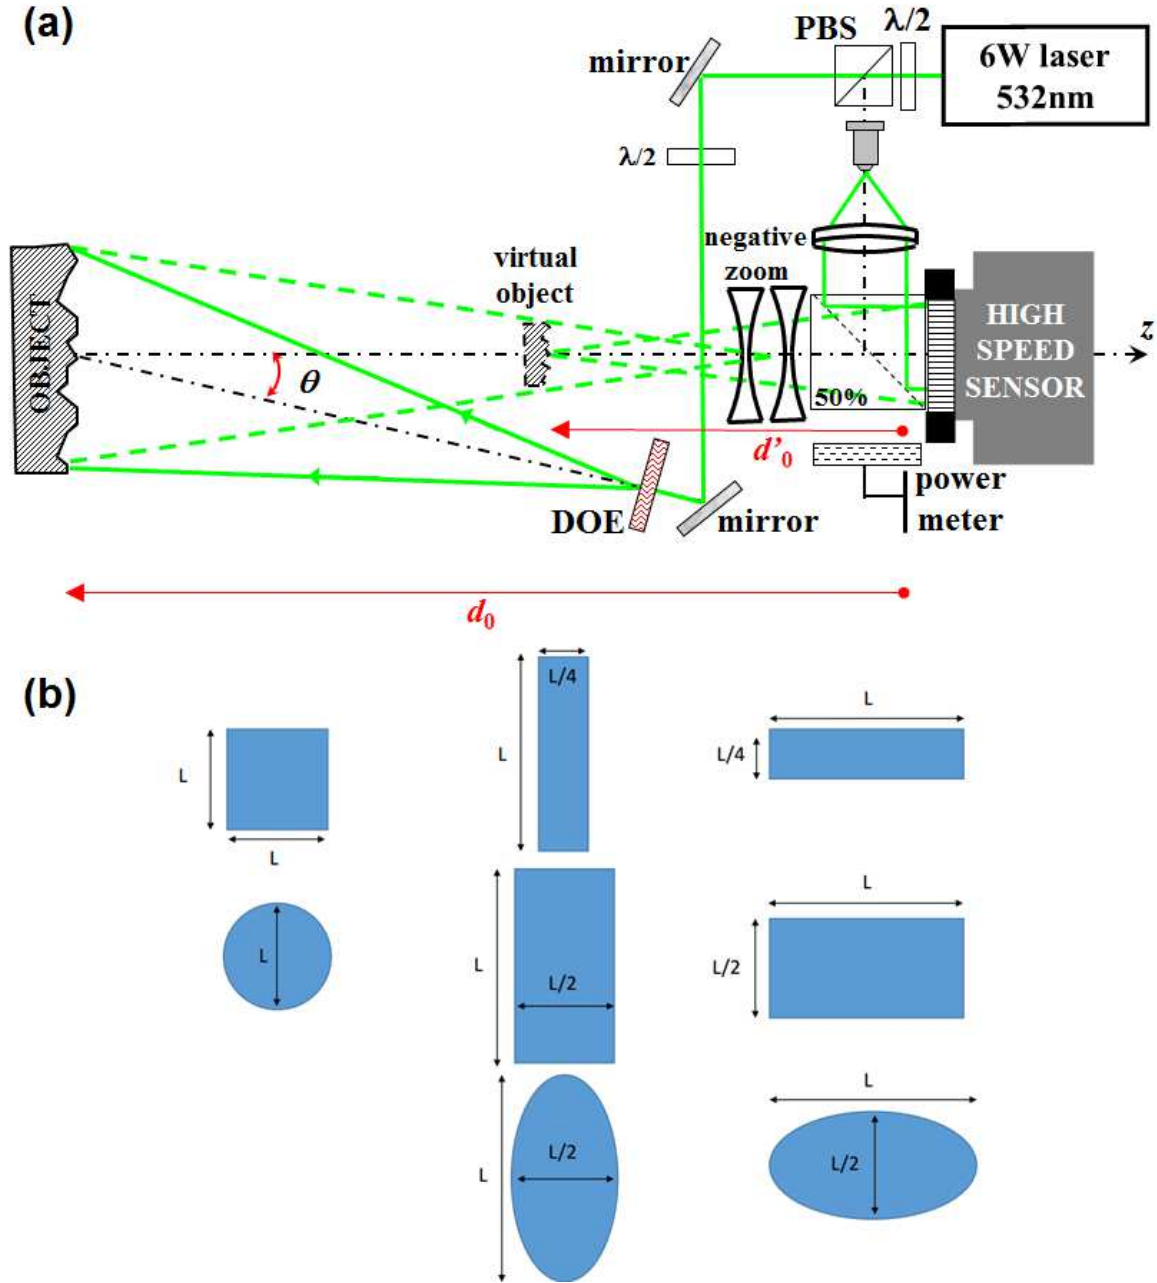 (a)
PBS
λ/2
mirror
6W laser
532nm
λ/2
negative
zoom
virtual
object
OBJECT
HIGH
SPEED
SENSOR
z
θ
50%
d'0
DOE
mirror
power
meter
d0
(b)
L/4
L
L
L/4
L
L
L
L
L/2
L
L/2
L
L
L/2
L
L/2